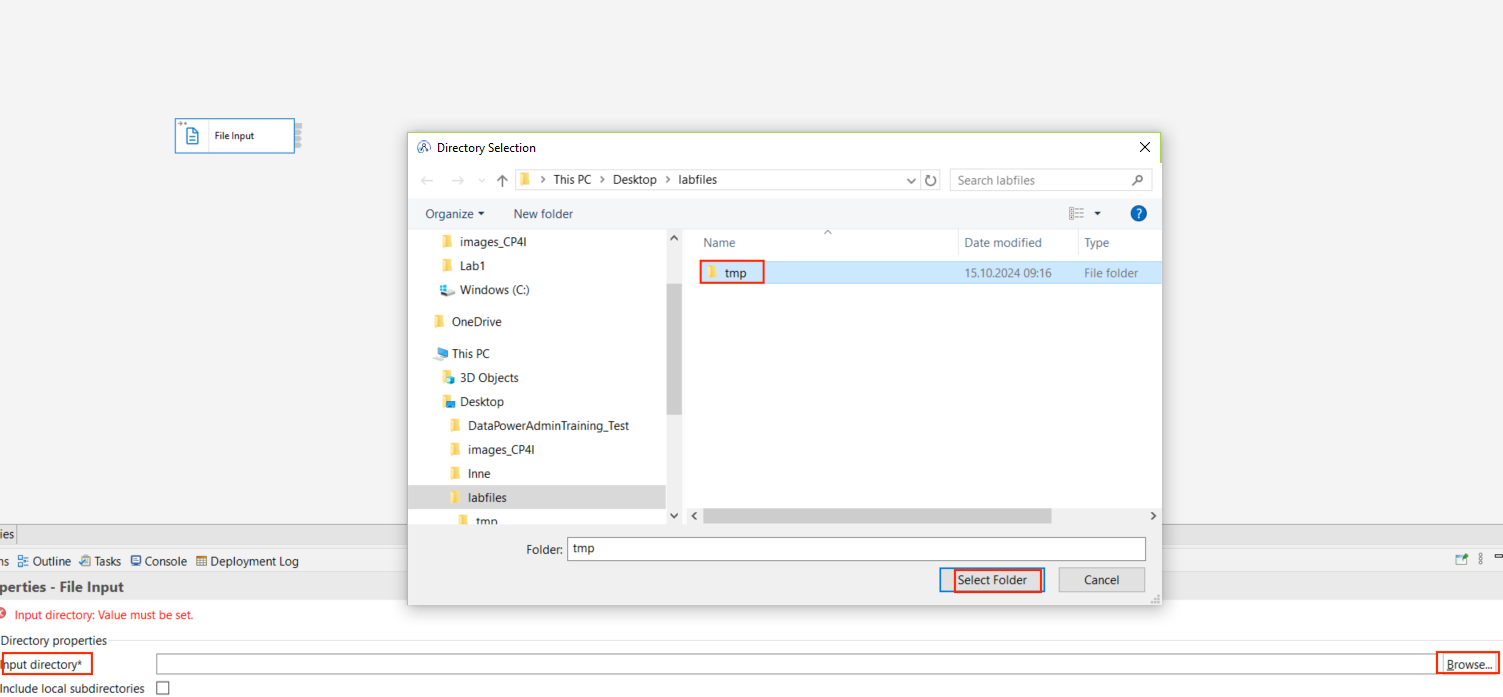 File Input
Directory Selection
This PC > Desktop > labfiles
Search labfiles
Organize
New folder
images_CP4I
Lab1
Windows (C:)
OneDrive
This PC
3D Objects
Desktop
DataPowerAdminTraining_Test
images_CP4I
Inne
labfiles
tmp
Name Date modified Type
tmp 15.10.2024 09:16 File folder
Folder: tmp
Select Folder Cancel
ies
ns Outline Tasks Console Deployment Log
perties - File Input
Input directory: Value must be set.
Directory properties
nput directory* Browse...
Include local subdirectories